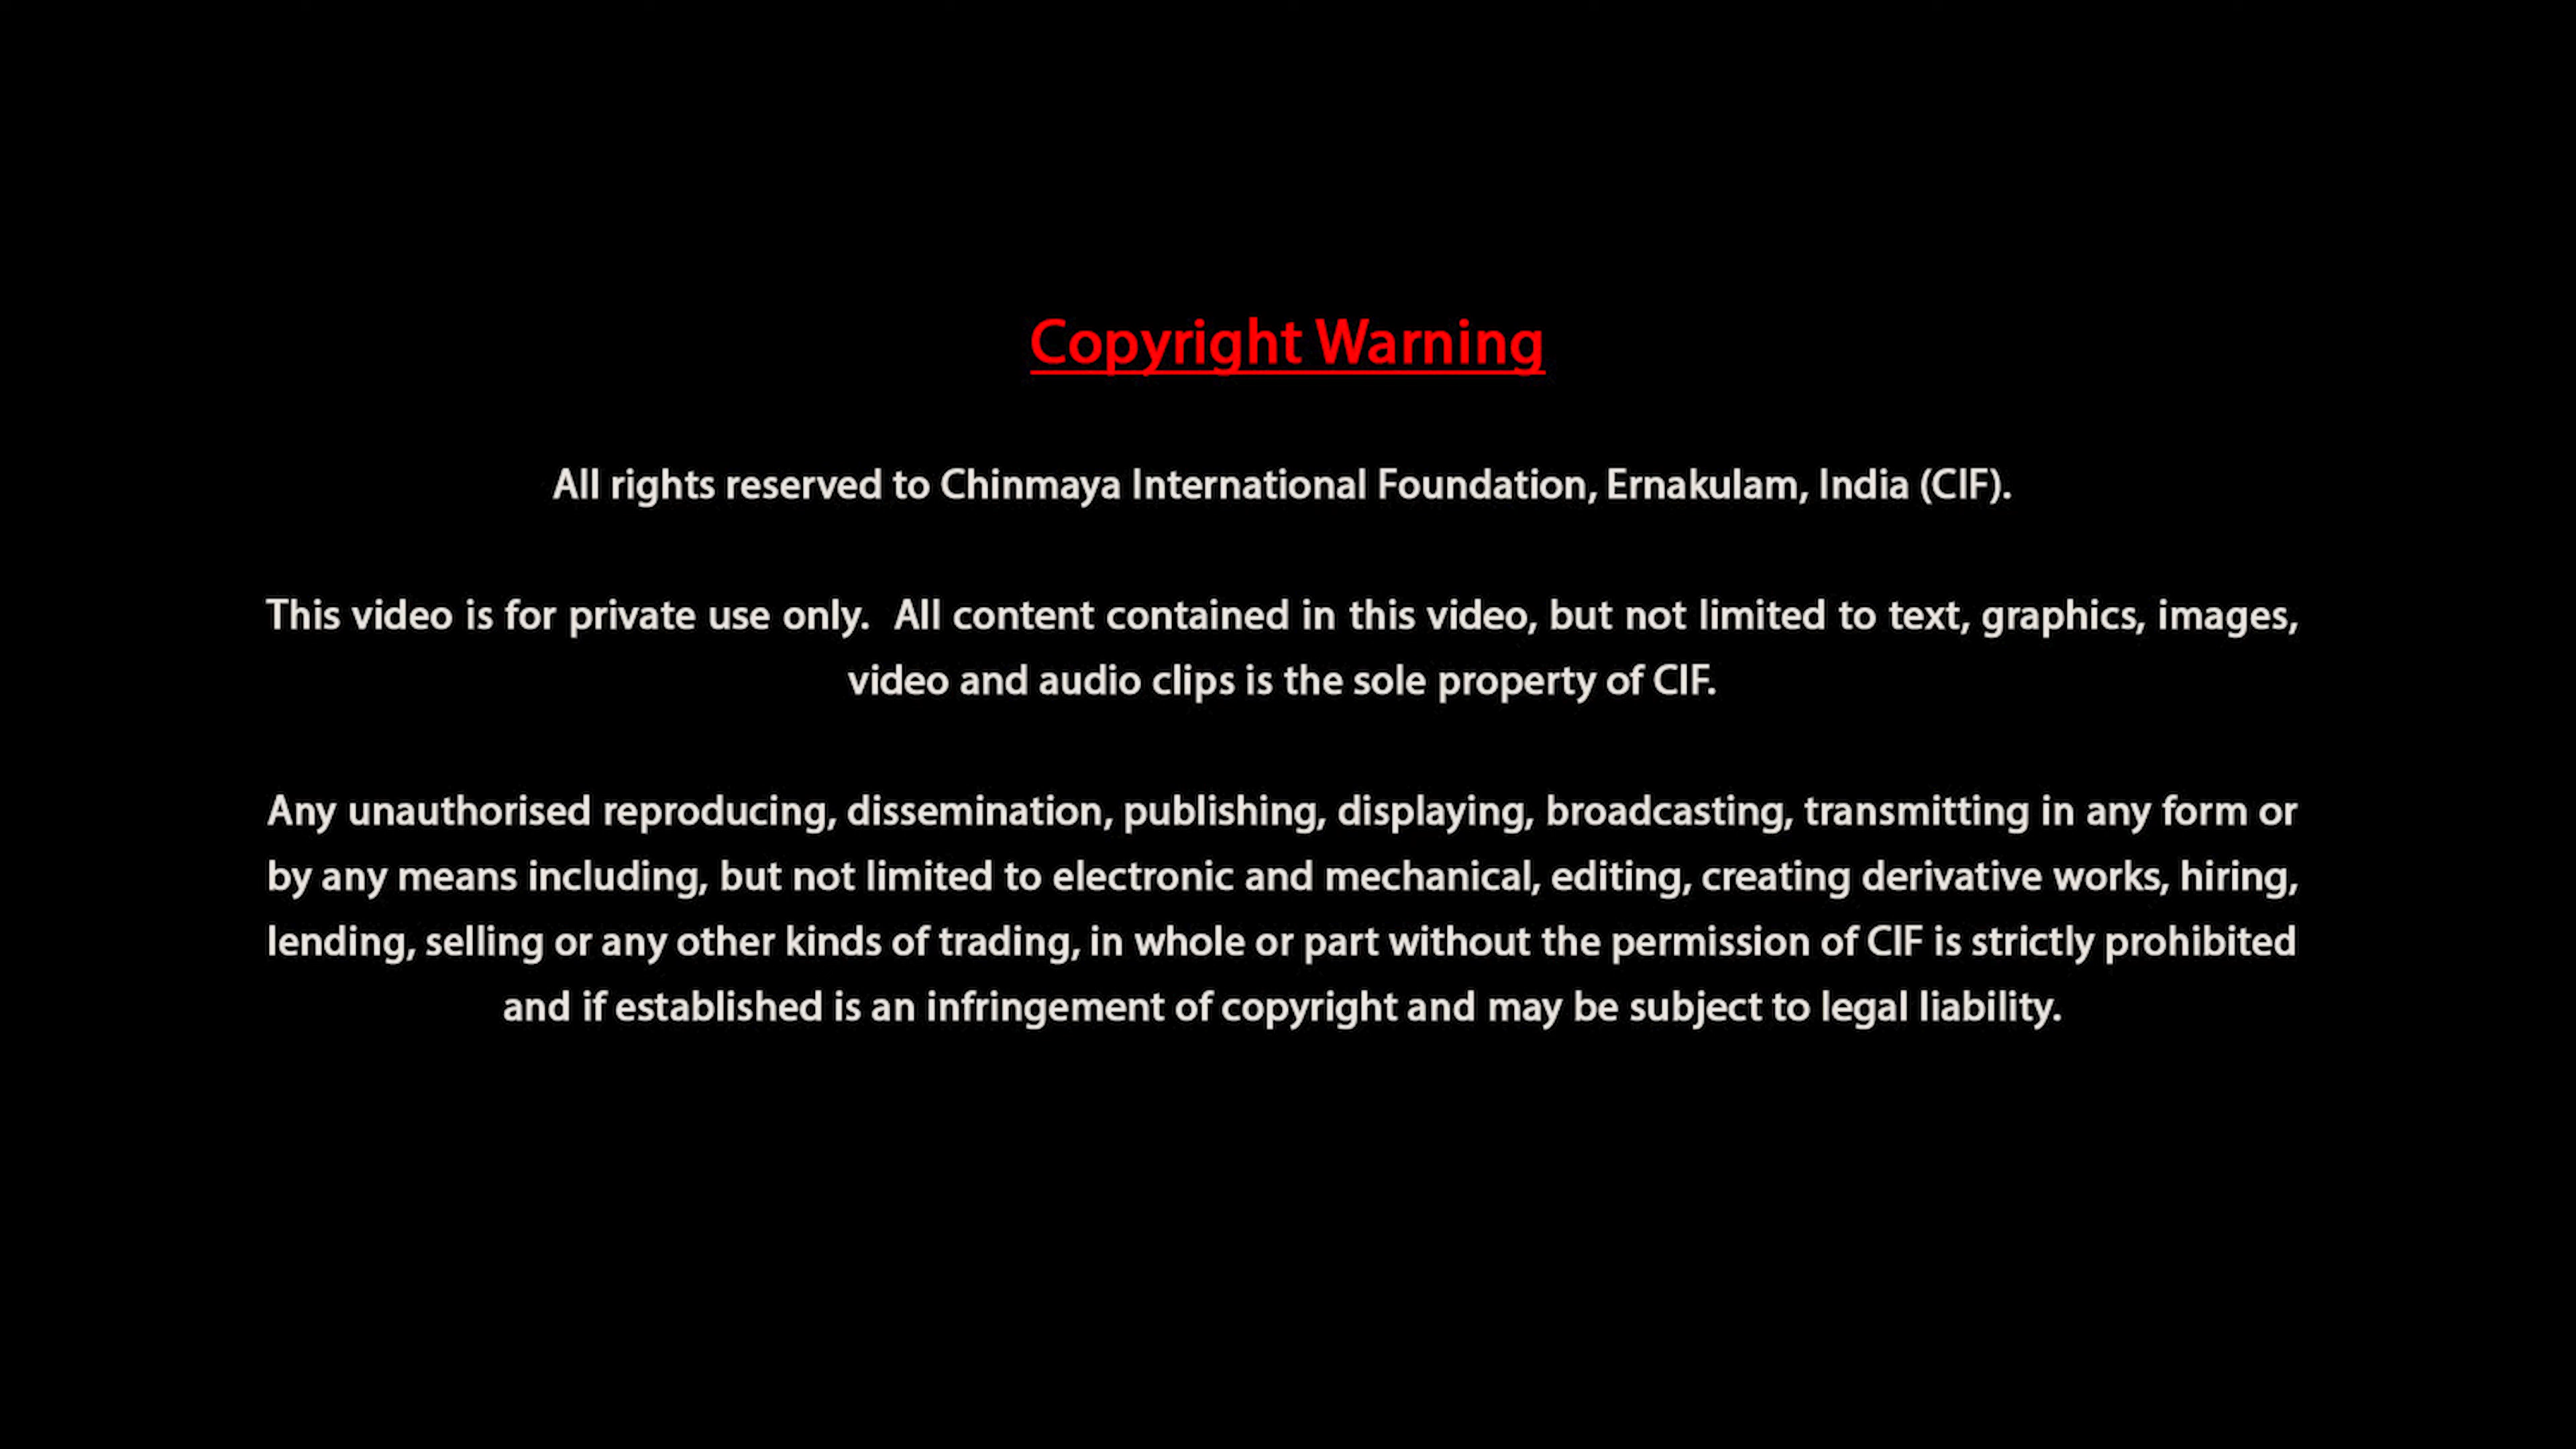 Copyright Warning
All rights reserved to Chinmaya International Foundation, Ernakulam, India (CIF).
This video is for private use only.  All content contained in this video, but not limited to text, graphics, images,
video and audio clips is the sole property of CIF.
Any unauthorised reproducing, dissemination, publishing, displaying, broadcasting, transmitting in any form or
by any means including, but not limited to electronic and mechanical, editing, creating derivative works, hiring,
lending, selling or any other kinds of trading, in whole or part without the permission of CIF is strictly prohibited
and if established is an infringement of copyright and may be subject to legal liability.